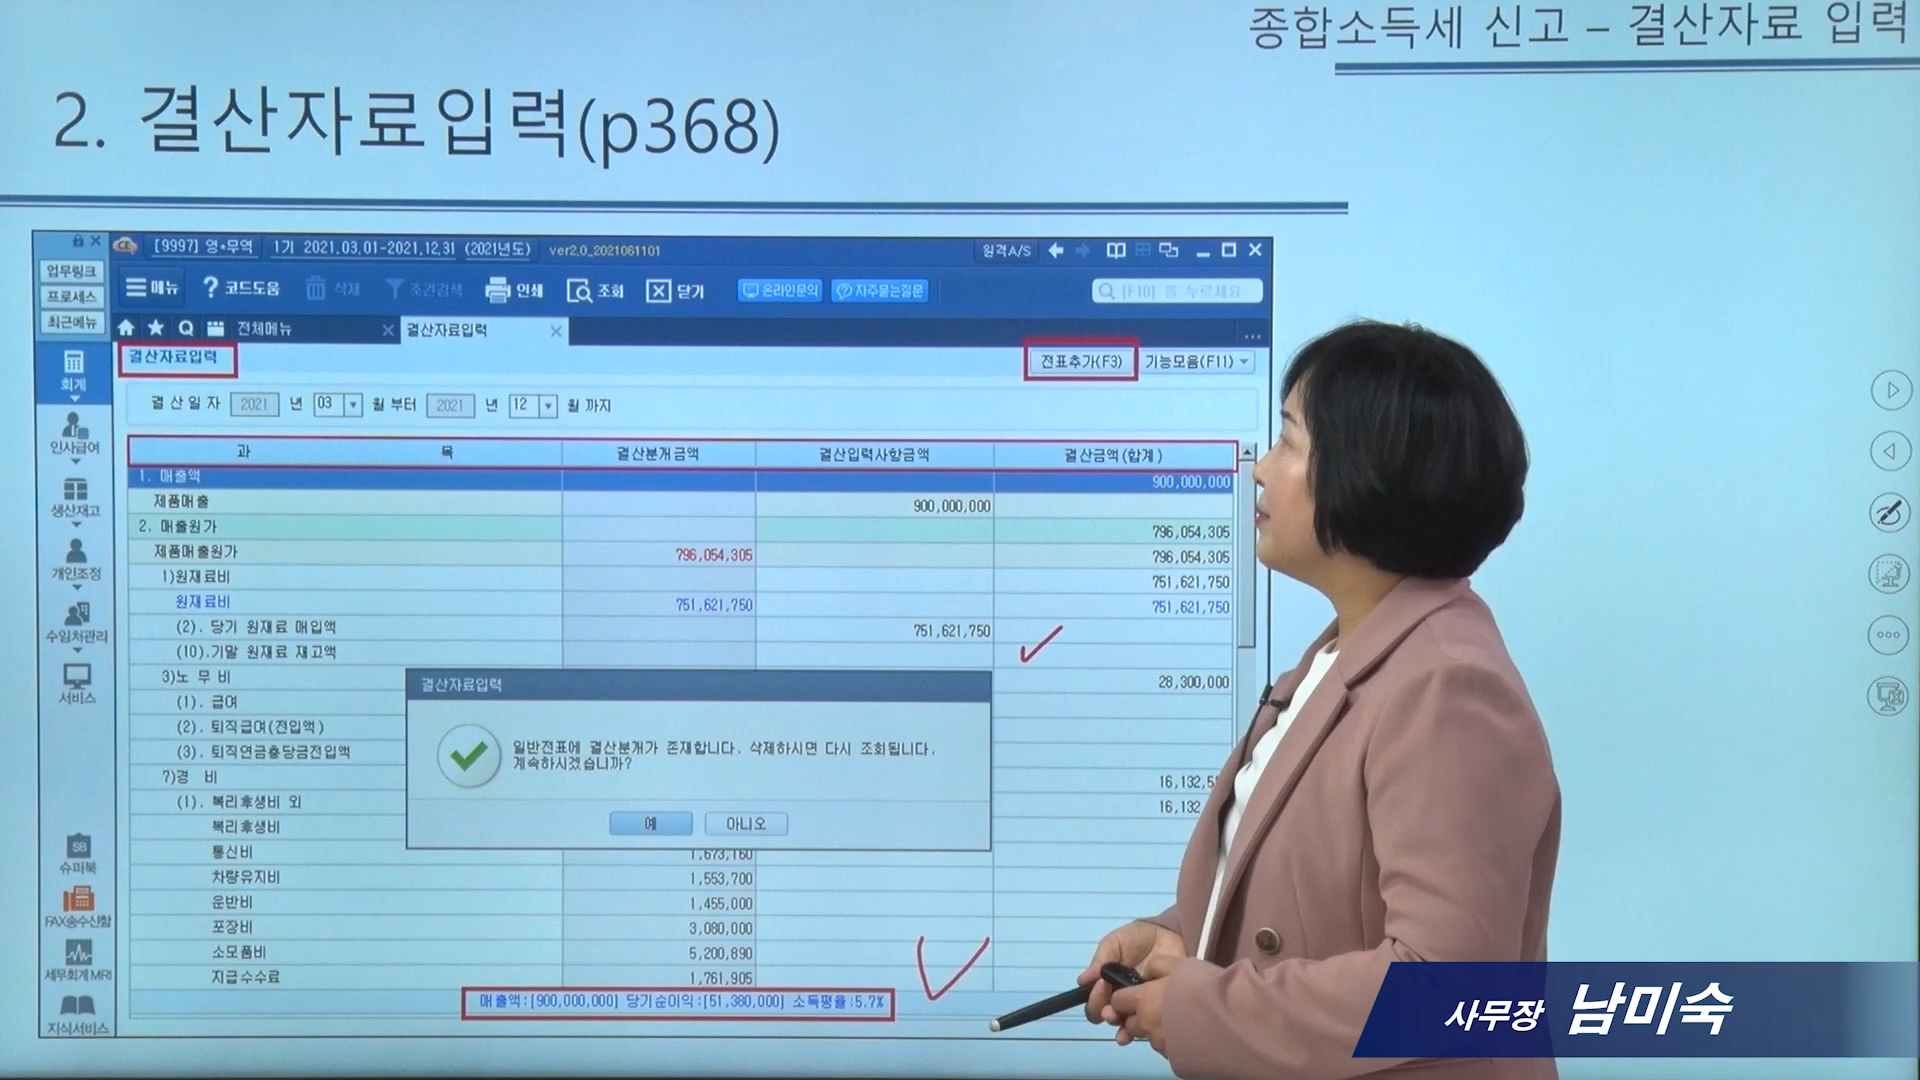 종합소득세 신고 – 결산자료 입력
2. 결산자료입력(p368)
[9997] 영*무역 1기 2021.03.01-2021.12.31 (2021년도) ver2.0_2021061101 원격A/S
업무링크
프로세스
최근메뉴
메뉴 코드도움 삭제 조건검색 인쇄 조회 닫기 온라인문의 자주묻는질문 [F10] 을 누르세요
전체메뉴 결산자료입력
결산자료입력 전표추가(F3) 기능모음(F11)
결 산 일 자 2021 년 03 월 부터 2021 년 12 월 까지
과 목 결산분개금액 결산입력사항금액 결산금액(합계)
1. 매출액 900,000,000
제품매출 900,000,000
2. 매출원가 796,054,305
제품매출원가 796,054,305 796,054,305
1)원재료비 751,621,750
원재료비 751,621,750 751,621,750
(2). 당기 원재료 매입액 751,621,750
(10).기말 원재료 재고액
3)노 무 비 28,300,000
(1). 급여
(2). 퇴직급여(전입액)
(3). 퇴직연금충당금전입액
7)경 비
(1). 복리후생비 외
복리후생비
통신비 1,673,160
차량유지비 1,553,700
운반비 1,455,000
포장비 3,080,000
소모품비 5,200,890
지급수수료 1,761,905
매출액:[900,000,000] 당기순이익:[51,380,000] 소득평률:5.7%
결산자료입력
일반전표에 결산분개가 존재합니다. 삭제하시면 다시 조회됩니다.
계속하시겠습니까?
예 아니오
회계
인사급여
생산재고
개인조정
수임처관리
서비스
SB
슈퍼북
FAX송수신함
세무회계 MRI
지식서비스
사무장 남미숙